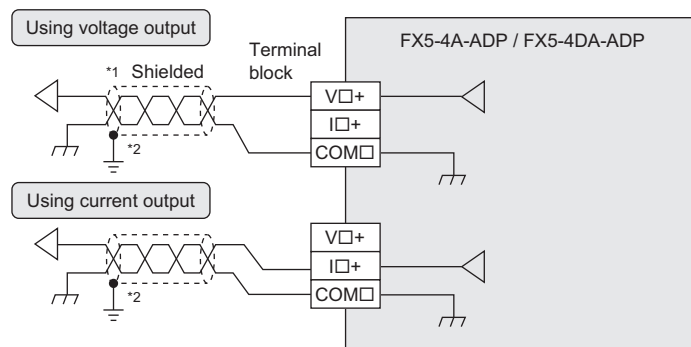 Using voltage output
FX5-4A-ADP / FX5-4DA-ADP
Terminal
block
*1 Shielded
V□+
I□+
COM□
*2
Using current output
V□+
I□+
COM□
*2